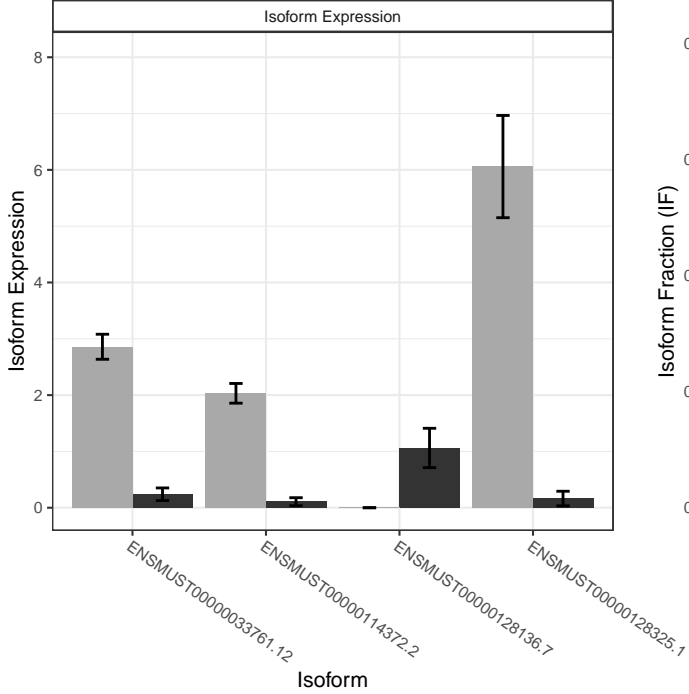 Isoform Expression
Isoform Expression
8
6
4
2
0
ENSMUST00000033761.12
ENSMUST00000114372.2
ENSMUST00000128136.7
ENSMUST00000128325.1
Isoform
Isoform Fraction (IF)